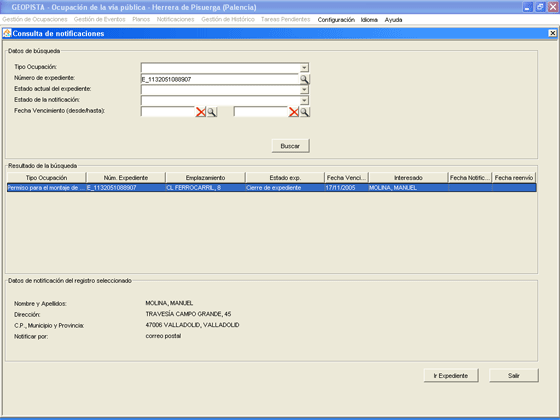 GEOPISTA - Ocupación de la vía pública - Herrera de Pisuerga (Palencia)
Gestión de Ocupaciones Gestión de Eventos Planos Notificaciones Gestión de Histórico Tareas Pendientes Configuración Idioma Ayuda
Consulta de notificaciones
Datos de búsqueda
Tipo Ocupación:
Número de expediente: E_1132051088907
Estado actual del expediente:
Estado de la notificación:
Fecha Vencimiento (desde/hasta):
Buscar
Resultado de la búsqueda
Tipo Ocupación Núm. Expediente Emplazamiento Estado exp. Fecha Venci... Interesado Fecha Notific... Fecha reenvío
Permiso para el montaje de ... E_1132051088907 CL FERROCARRIL, 8 Cierre de expediente 17/11/2005 MOLINA, MANUEL
Datos de notificación del registro seleccionado
Nombre y Apellidos: MOLINA, MANUEL
Dirección: TRAVESÍA CAMPO GRANDE, 45
C.P., Municipio y Provincia: 47006 VALLADOLID, VALLADOLID
Notificar por: correo postal
Ir Expediente Salir